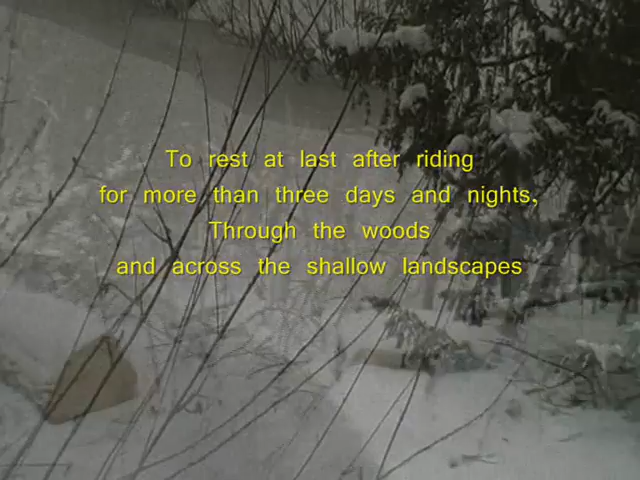 To rest at last after riding
for more than three days and nights,
Through the woods
and across the shallow landscapes